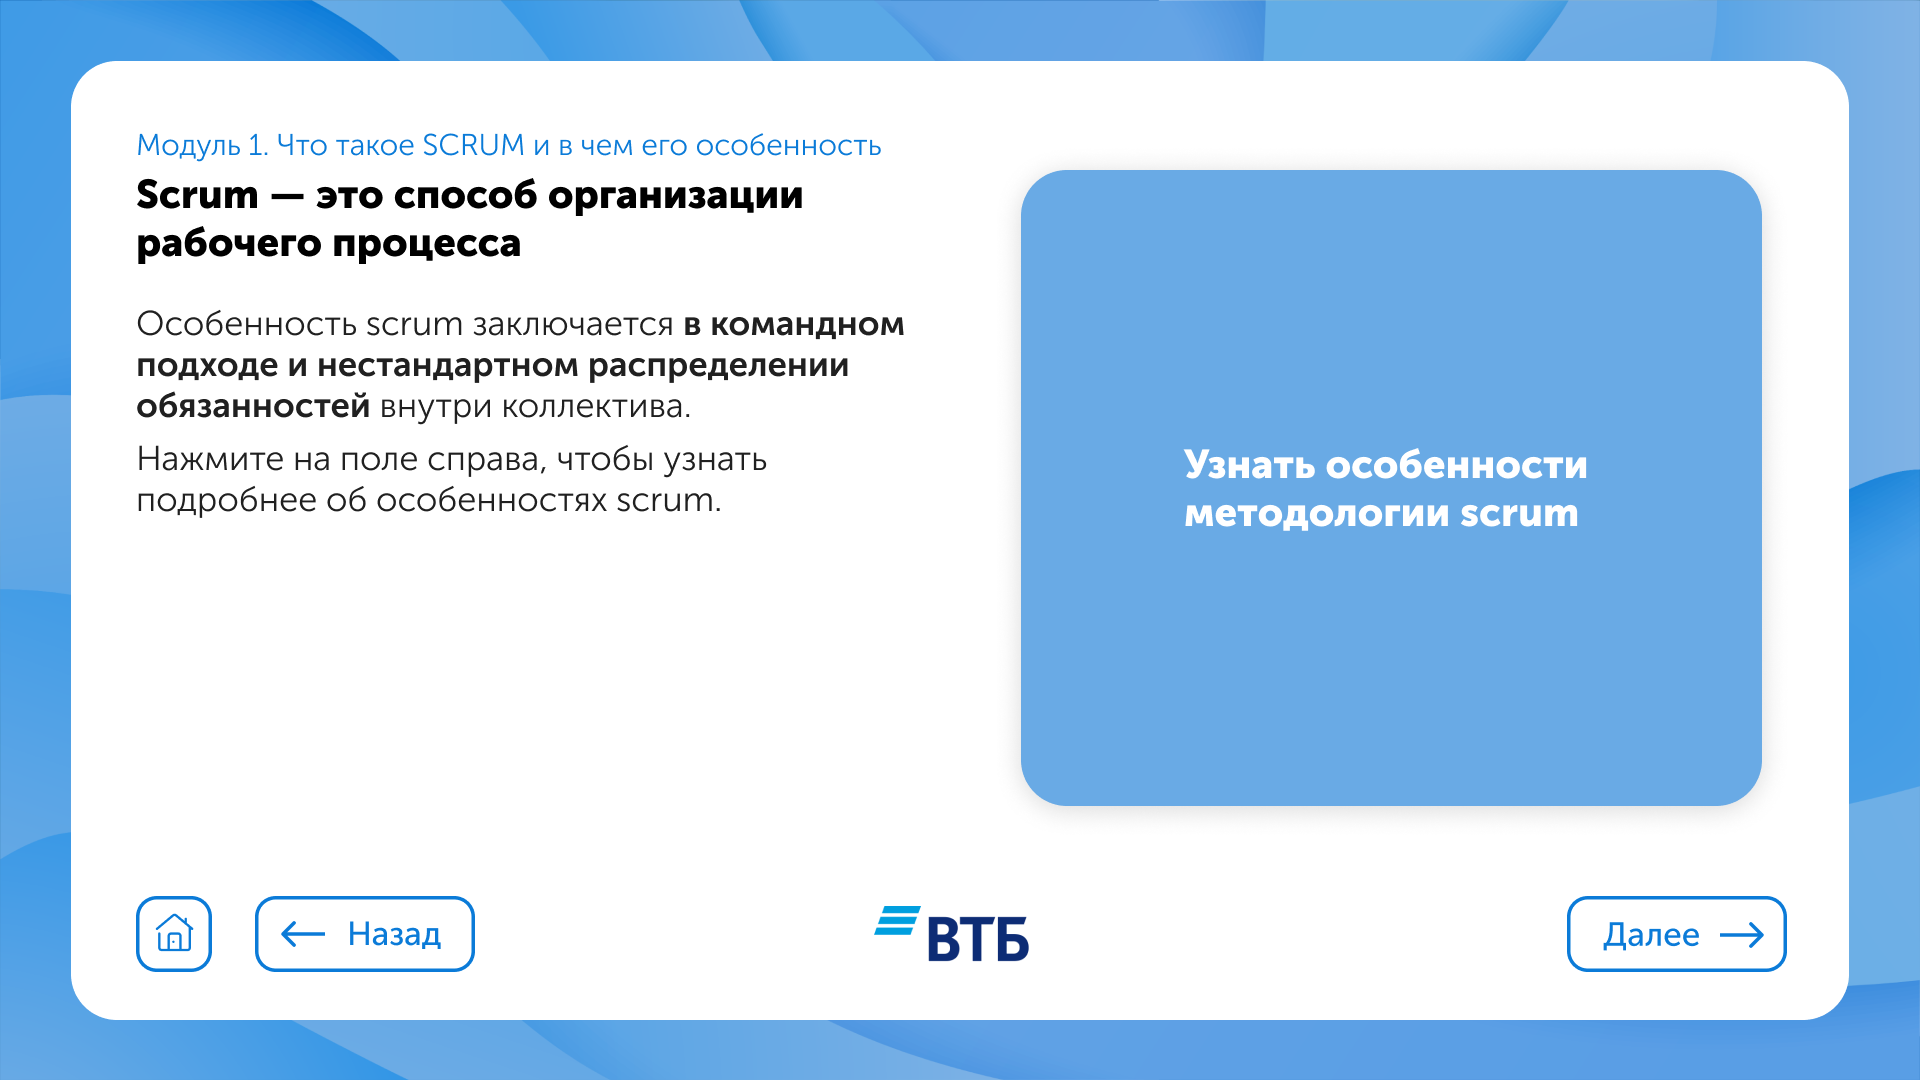 Модуль 1. Что такое SCRUM и в чем его особенность
Scrum — это способ организации
рабочего процесса
Особенность scrum заключается в командном
подходе и нестандартном распределении
обязанностей внутри коллектива.
Нажмите на поле справа, чтобы узнать
подробнее об особенностях scrum.
Узнать особенности
методологии scrum
Назад
ВТБ
Далее